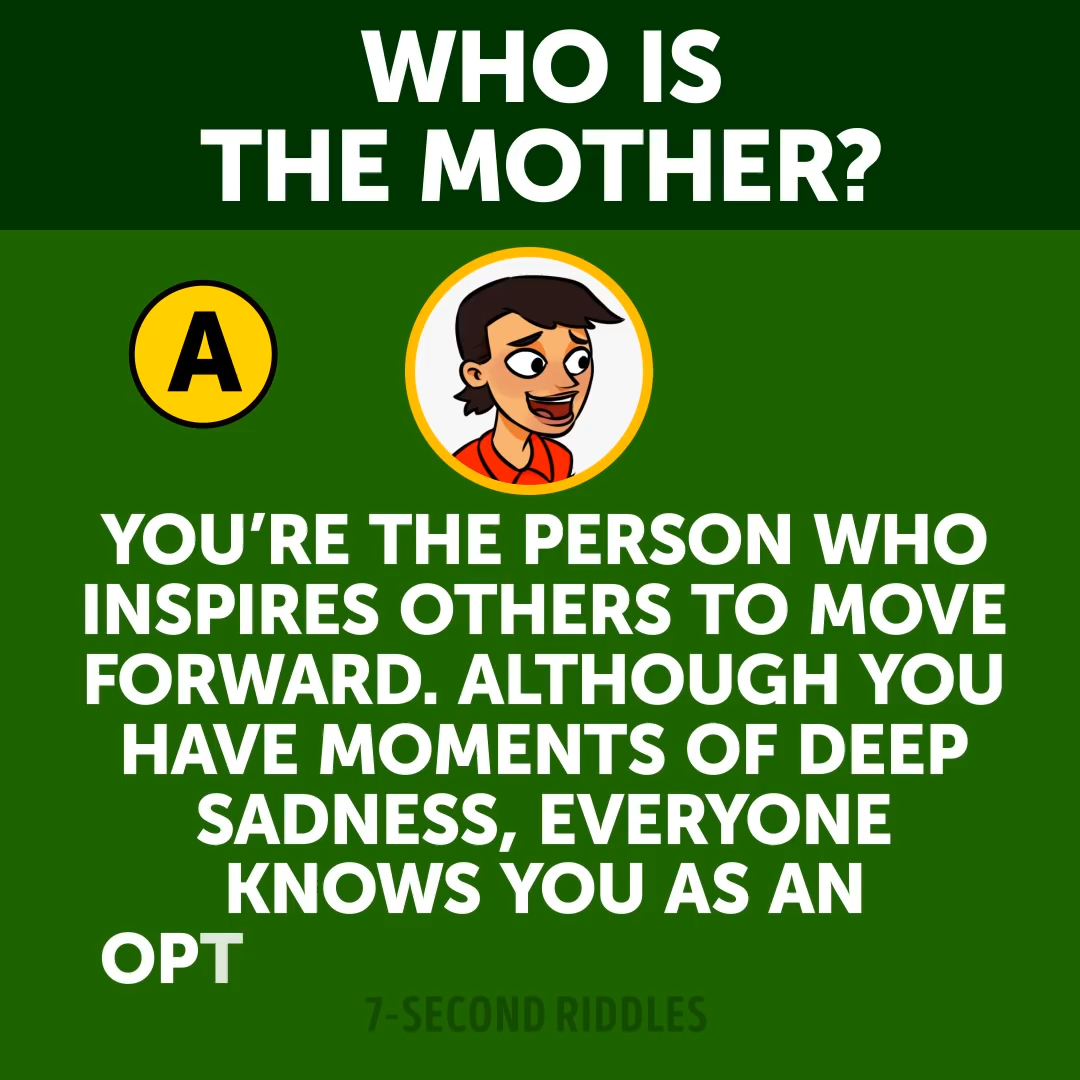 WHO IS
THE MOTHER?
A
YOU’RE THE PERSON WHO
INSPIRES OTHERS TO MOVE
FORWARD. ALTHOUGH YOU
HAVE MOMENTS OF DEEP
SADNESS, EVERYONE
KNOWS YOU AS AN
OPT
7-SECOND RIDDLES